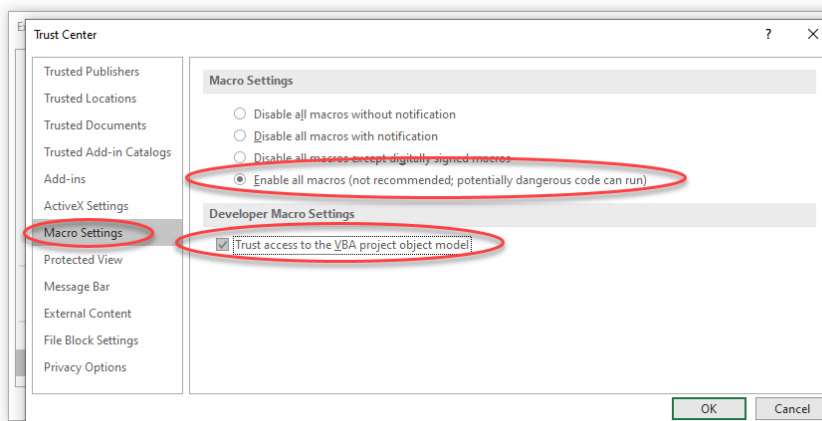 Ex
Trust Center
?
Trusted Publishers
Trusted Locations
Trusted Documents
Trusted Add-in Catalogs
Add-ins
ActiveX Settings
Macro Settings
Protected View
Message Bar
External Content
File Block Settings
Privacy Options
Macro Settings
Disable all macros without notification
Disable all macros with notification
Disable all macros except digitally signed macros
Enable all macros (not recommended; potentially dangerous code can run)
Developer Macro Settings
Trust access to the VBA project object model
OK
Cancel